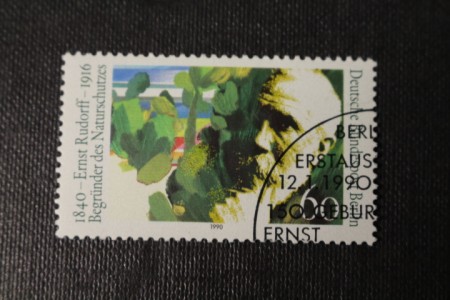 1840 – Ernst Rudorff – 1916
Begründer des Naturschutzes
Deutsche Bundespost Berlin
60
1990
BERL
ERSTAUS
12.1.1990
150.GEBUR
ERNST